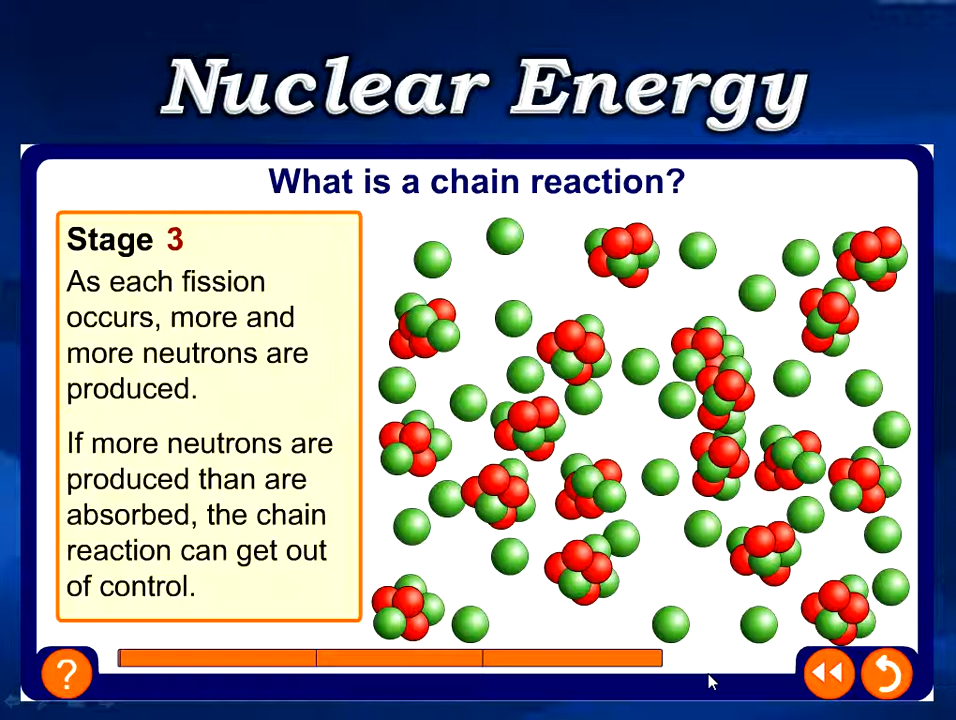 Nuclear Energy
What is a chain reaction?
Stage 3
As each fission
occurs, more and
more neutrons are
produced.
If more neutrons are
produced than are
absorbed, the chain
reaction can get out
of control.
?